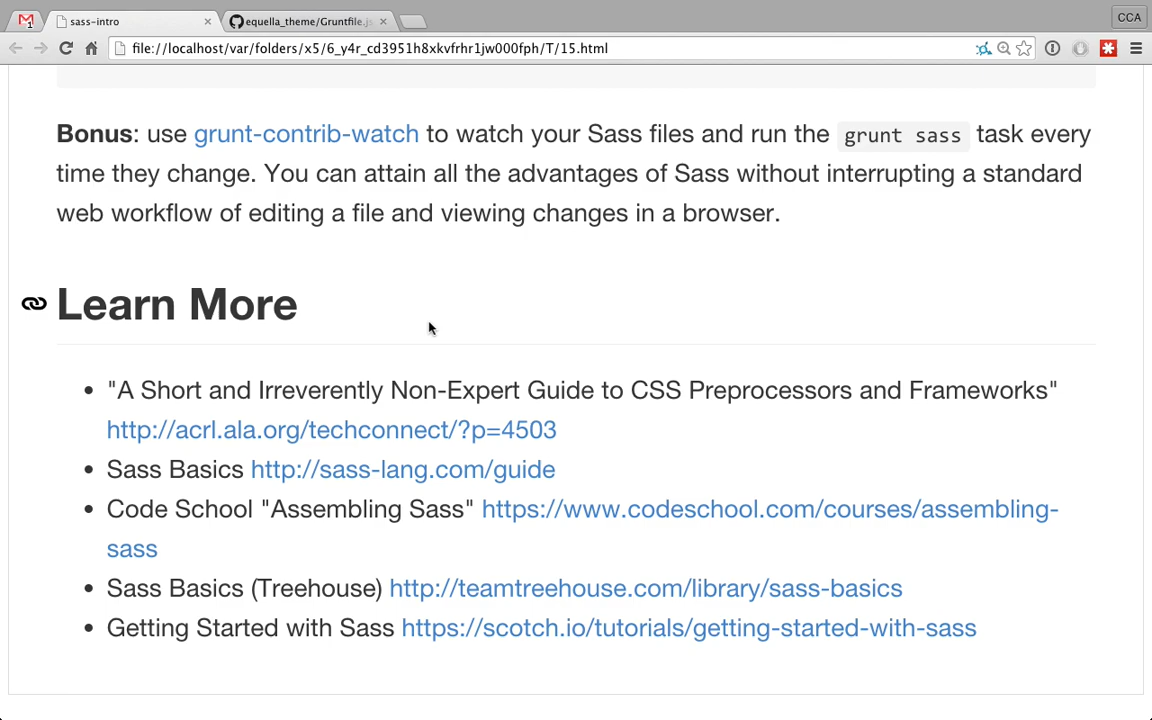 1
sass-intro
equella_theme/Gruntfile.js
CCA
file://localhost/var/folders/x5/6_y4r_cd3951h8xkvfrhr1jw000fph/T/15.html
Bonus: use grunt-contrib-watch to watch your Sass files and run the grunt sass task every
time they change. You can attain all the advantages of Sass without interrupting a standard
web workflow of editing a file and viewing changes in a browser.
Learn More
• "A Short and Irreverently Non-Expert Guide to CSS Preprocessors and Frameworks"
http://acrl.ala.org/techconnect/?p=4503
• Sass Basics http://sass-lang.com/guide
• Code School "Assembling Sass" https://www.codeschool.com/courses/assembling-
sass
• Sass Basics (Treehouse) http://teamtreehouse.com/library/sass-basics
• Getting Started with Sass https://scotch.io/tutorials/getting-started-with-sass